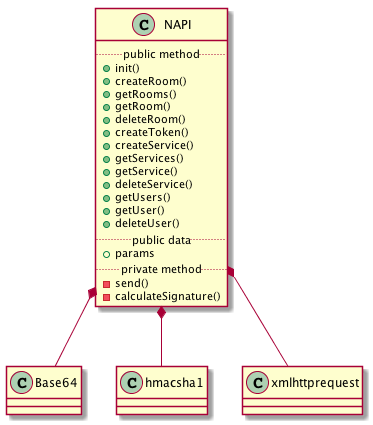 C NAPI
public method
init()
createRoom()
getRooms()
getRoom()
deleteRoom()
createToken()
createService()
getServices()
getService()
deleteService()
getUsers()
getUser()
deleteUser()
public data
params
private method
send()
calculateSignature()
C Base64
C hmacsha1
C xmlhttprequest